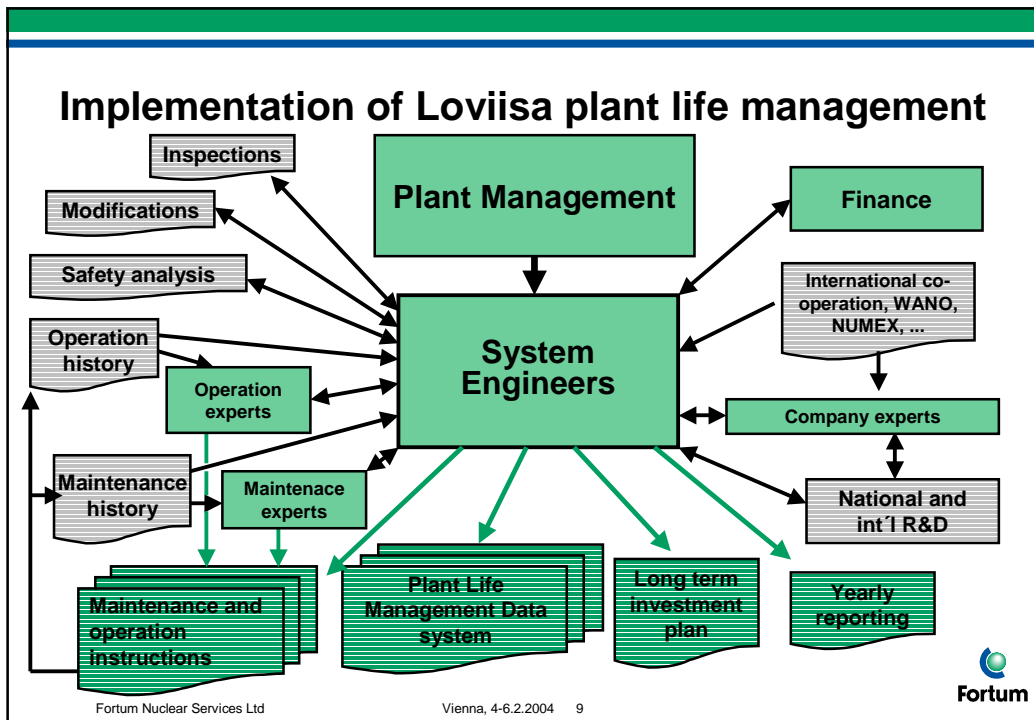 Implementation of Loviisa plant life management
Inspections
Modifications
Safety analysis
Operation
history
Operation
experts
Maintenance
history
Maintenace
experts
Plant Management
System
Engineers
Finance
International co-
operation, WANO,
NUMEX, ...
Company experts
National and
int´l R&D
Maintenance and
operation
instructions
Plant Life
Management Data
system
Long term
investment
plan
Yearly
reporting
Fortum Nuclear Services Ltd
Vienna, 4-6.2.2004 9
Fortum